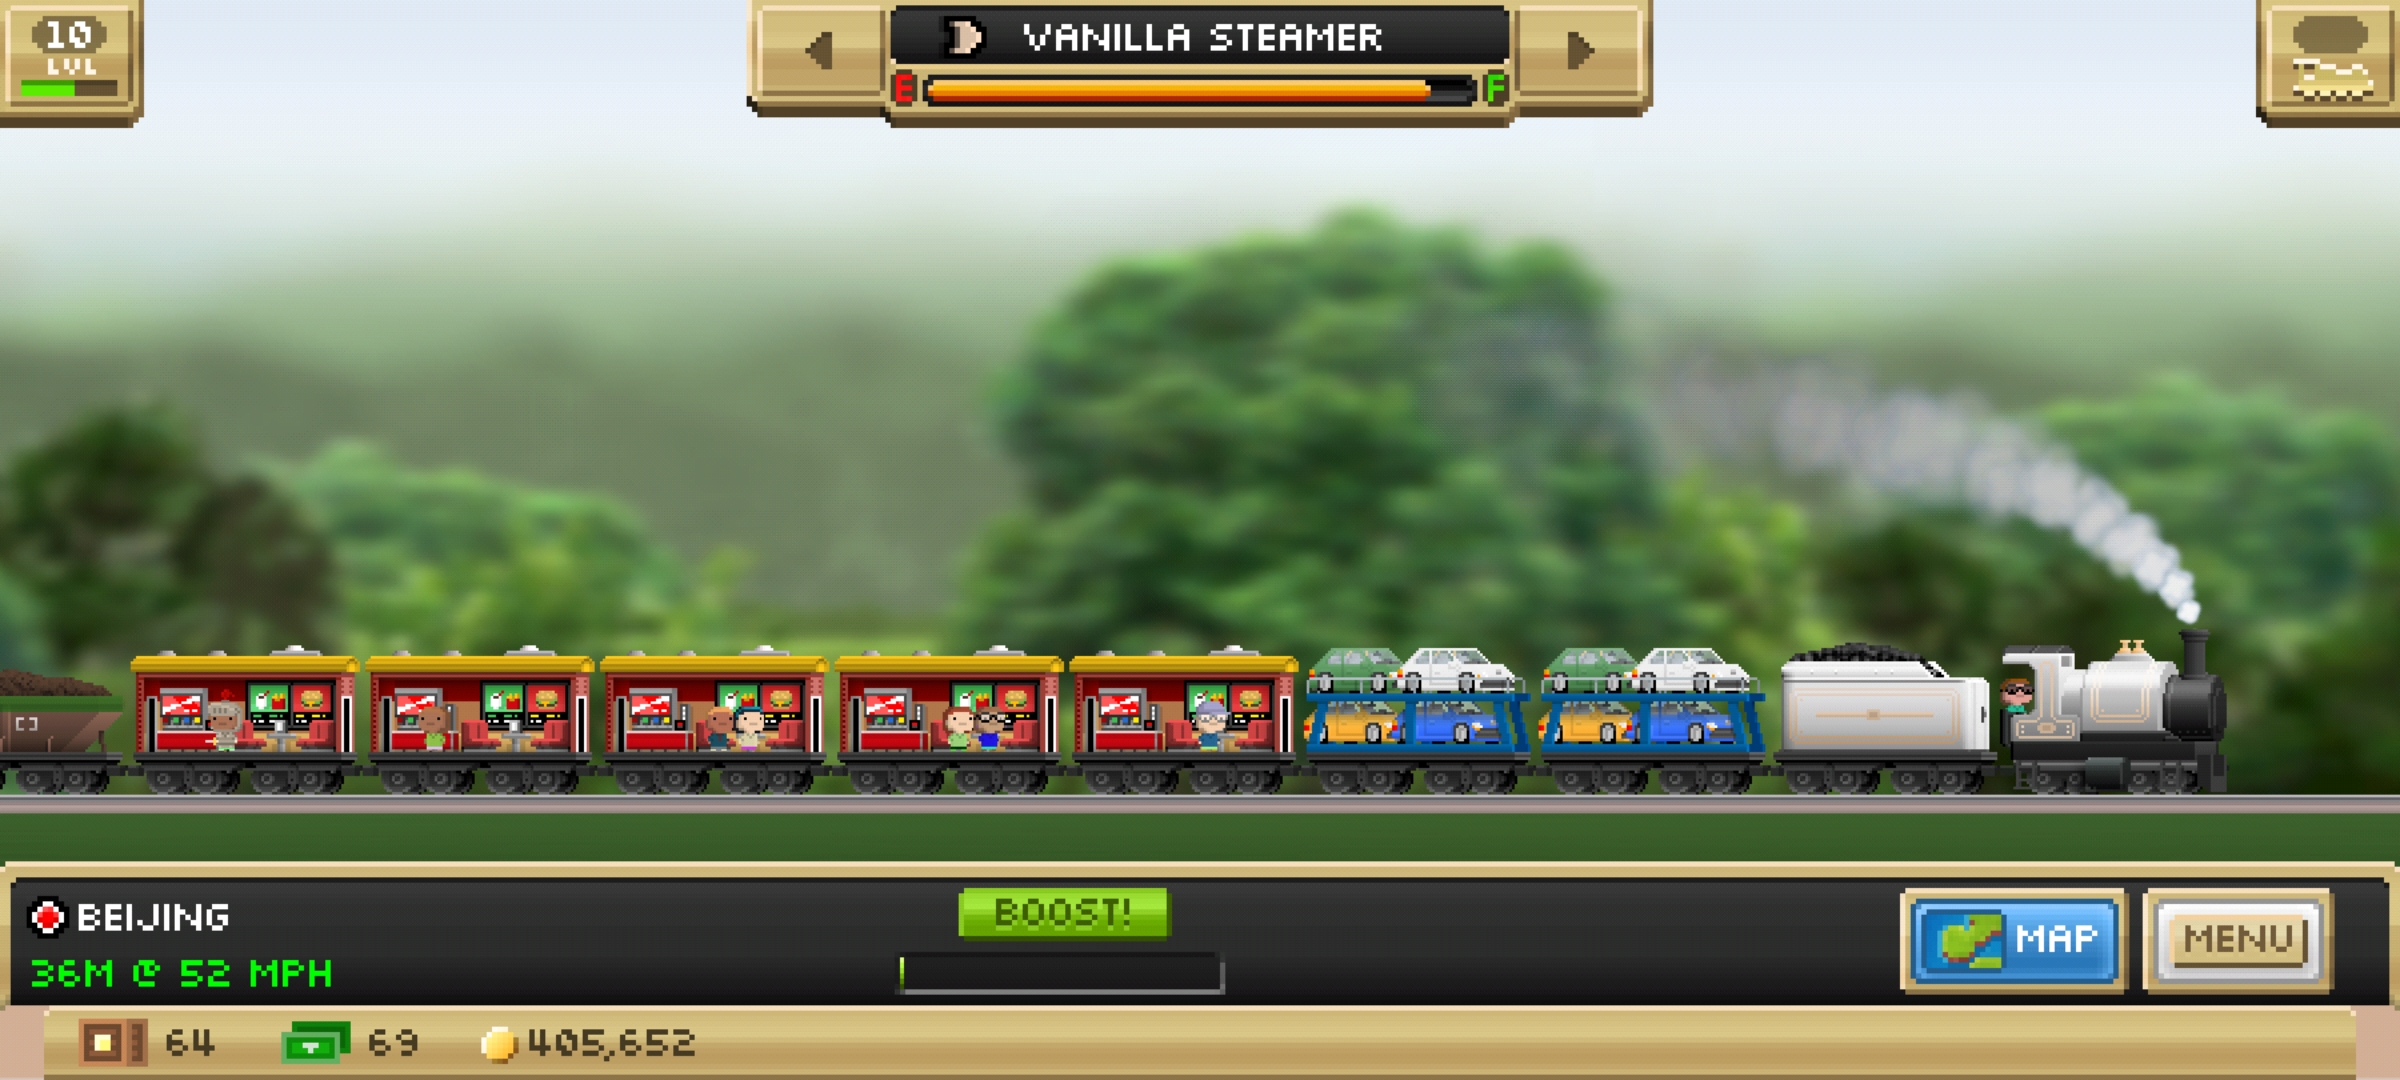 10
LVL
VANILLA STEAMER
E F
BEIJING
36M @ 52 MPH
BOOST!
MAP
MENU
64
69
405,652